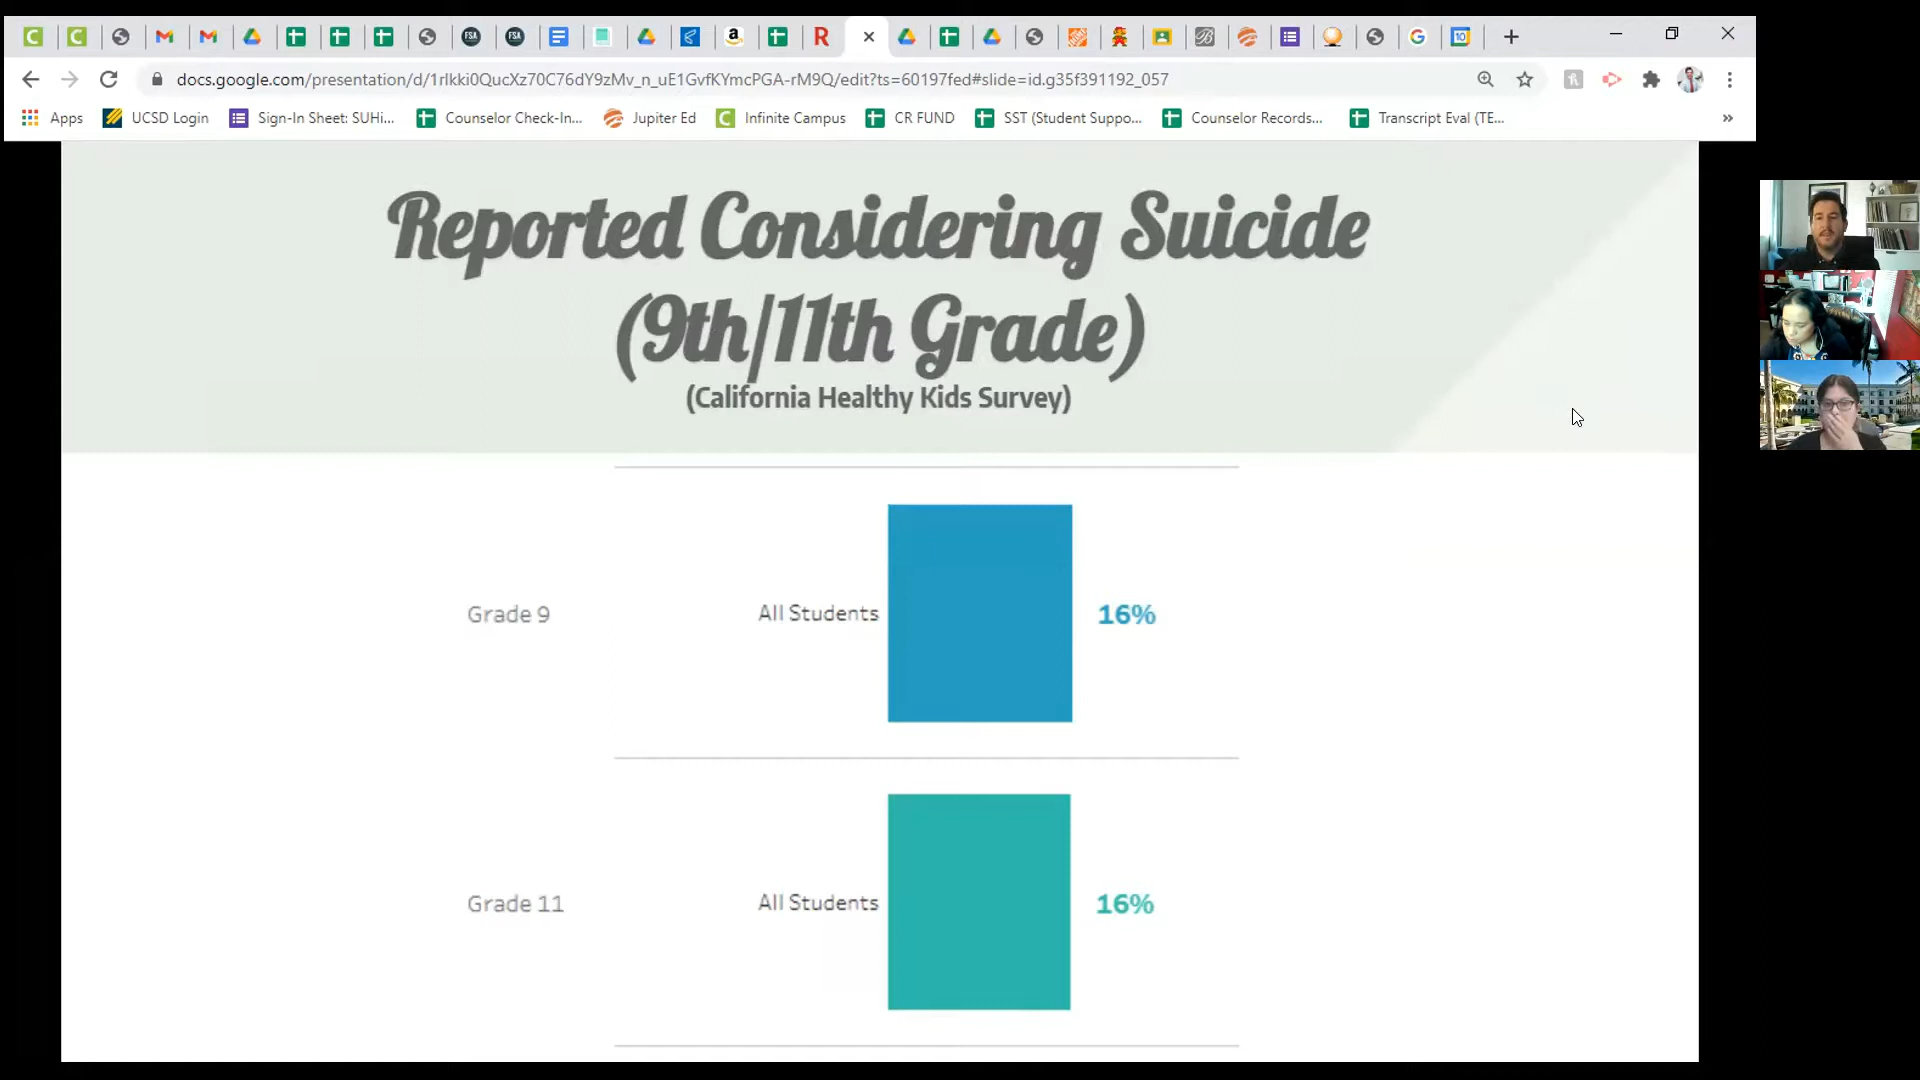 docs.google.com/presentation/d/1rlkki0QucXz70C76dY9zMv_n_uE1GvfKYmcPGA-rM9Q/edit?ts=60197fed#slide=id.g35f391192_057
Apps UCSD Login Sign-In Sheet: SUHi... Counselor Check-In... Jupiter Ed Infinite Campus CR FUND SST (Student Suppo... Counselor Records... Transcript Eval (TE... »
Reported Considering Suicide
(9th/11th Grade)
(California Healthy Kids Survey)
Grade 9 All Students 16%
Grade 11 All Students 16%